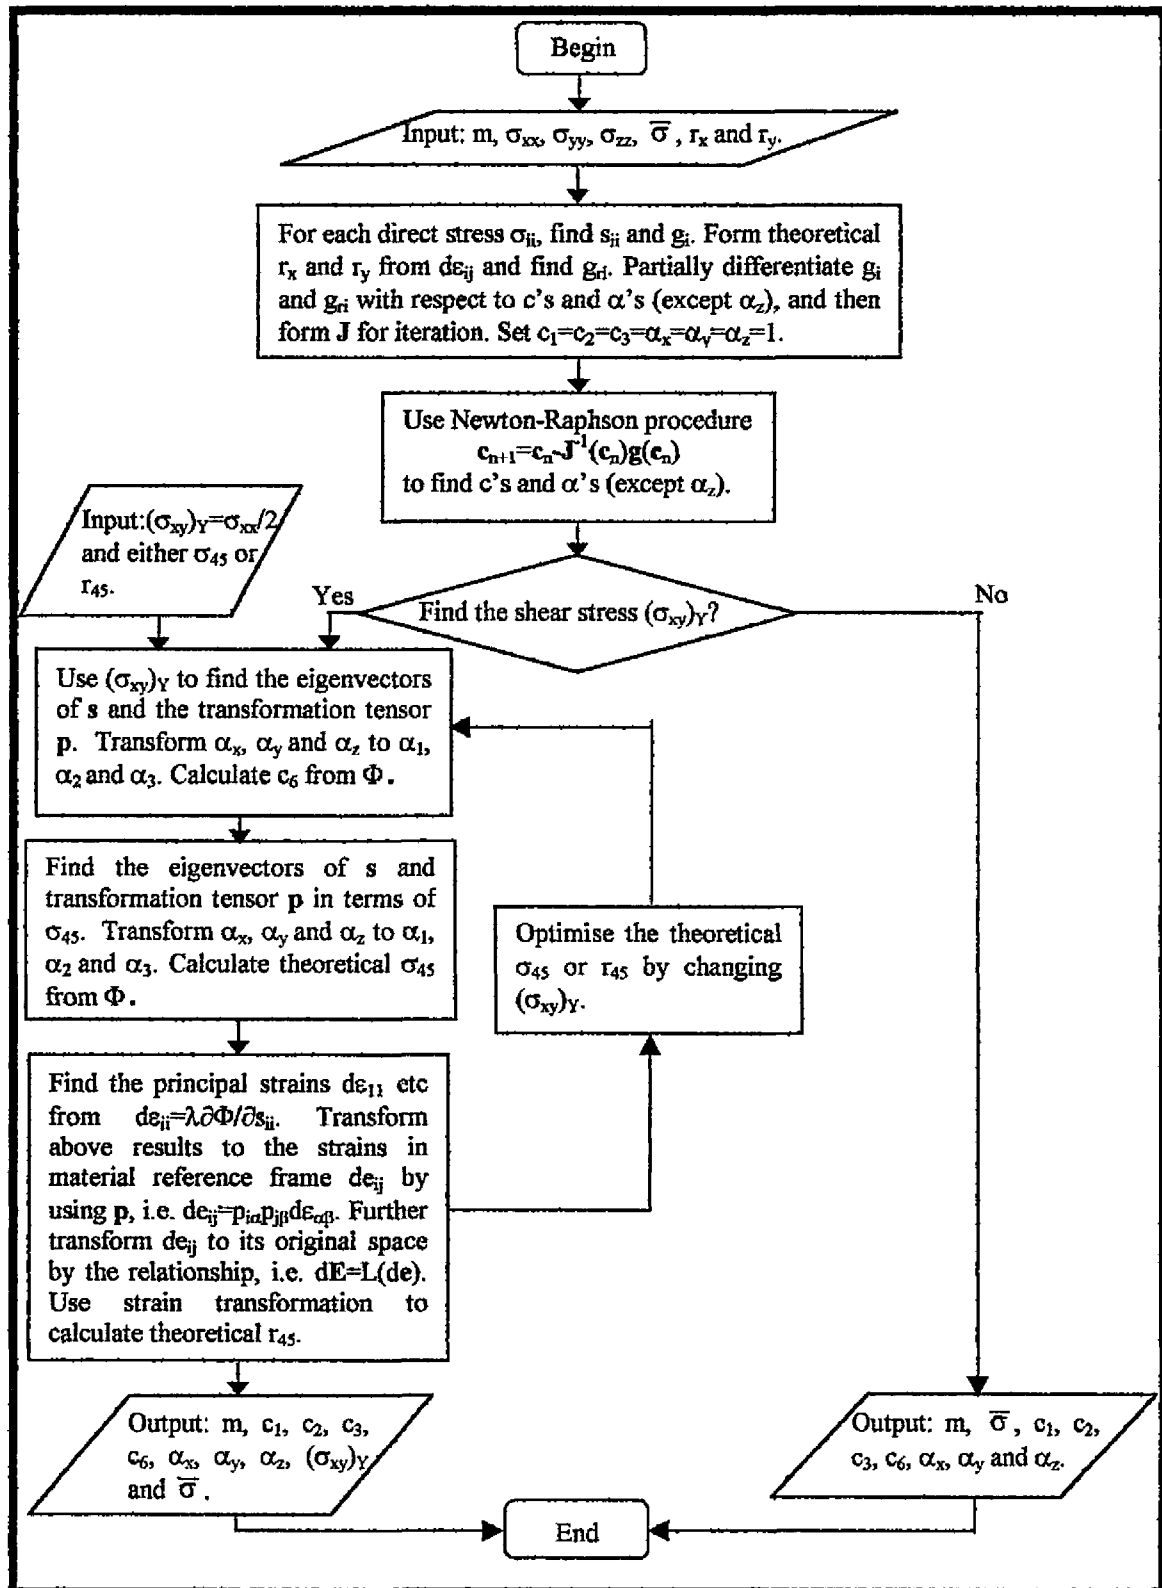 Begin
Input: m, σxx, σyy, σzz, σ̅, rx and ry.
For each direct stress σii, find sii and gi. Form theoretical
rx and ry from dεij and find gri. Partially differentiate gi
and gri with respect to c's and α's (except αz), and then
form J for iteration. Set c1=c2=c3=αx=αy=αz=1.
Use Newton-Raphson procedure
cn+1=cn-J⁻¹(cn)g(cn)
to find c's and α's (except αz).
Input:(σxy)Y=σxx/2
and either σ45 or
r45.
Yes
Find the shear stress (σxy)Y?
No
Use (σxy)Y to find the eigenvectors
of s and the transformation tensor
p. Transform αx, αy and αz to α1,
α2 and α3. Calculate c6 from Φ.
Find the eigenvectors of s and
transformation tensor p in terms of
σ45. Transform αx, αy and αz to α1,
α2 and α3. Calculate theoretical σ45
from Φ.
Optimise the theoretical
σ45 or r45 by changing
(σxy)Y.
Find the principal strains dε11 etc
from dεii=λ∂Φ/∂sii. Transform
above results to the strains in
material reference frame deij by
using p, i.e. deij=piαpjβdεαβ. Further
transform deij to its original space
by the relationship, i.e. dE=L(de).
Use strain transformation to
calculate theoretical r45.
Output: m, c1, c2, c3,
c6, αx, αy, αz, (σxy)Y
and σ̅.
Output: m, σ̅, c1, c2,
c3, c6, αx, αy and αz.
End